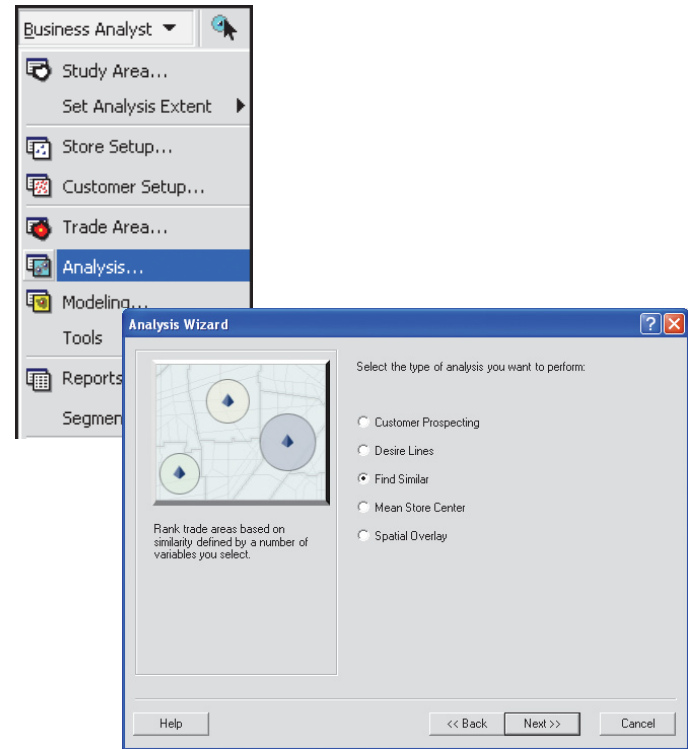 Business Analyst
Study Area...
Set Analysis Extent
Store Setup...
Customer Setup...
Trade Area...
Analysis...
Modeling...
Tools
Reports
Segmen
Analysis Wizard
Select the type of analysis you want to perform:
Customer Prospecting
Desire Lines
Find Similar
Mean Store Center
Spatial Overlay
Rank trade areas based on
similarity defined by a number of
variables you select.
Help
<< Back
Next >>
Cancel